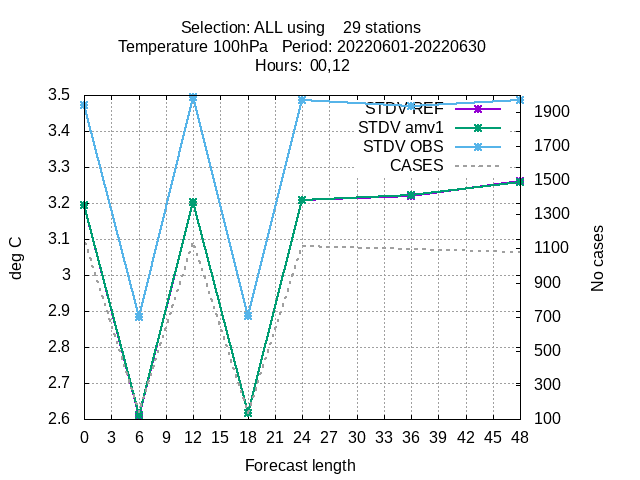 Selection: ALL using    29 stations
Temperature 100hPa   Period: 20220601-20220630
Hours:  00,12
STDV REF
STDV amv1
STDV OBS
CASES
3.5
3.4
3.3
3.2
3.1
3
2.9
2.8
2.7
2.6
deg C
1900
1700
1500
1300
1100
900
700
500
300
100
No cases
0 3 6 9 12 15 18 21 24 27 30 33 36 39 42 45 48
Forecast length